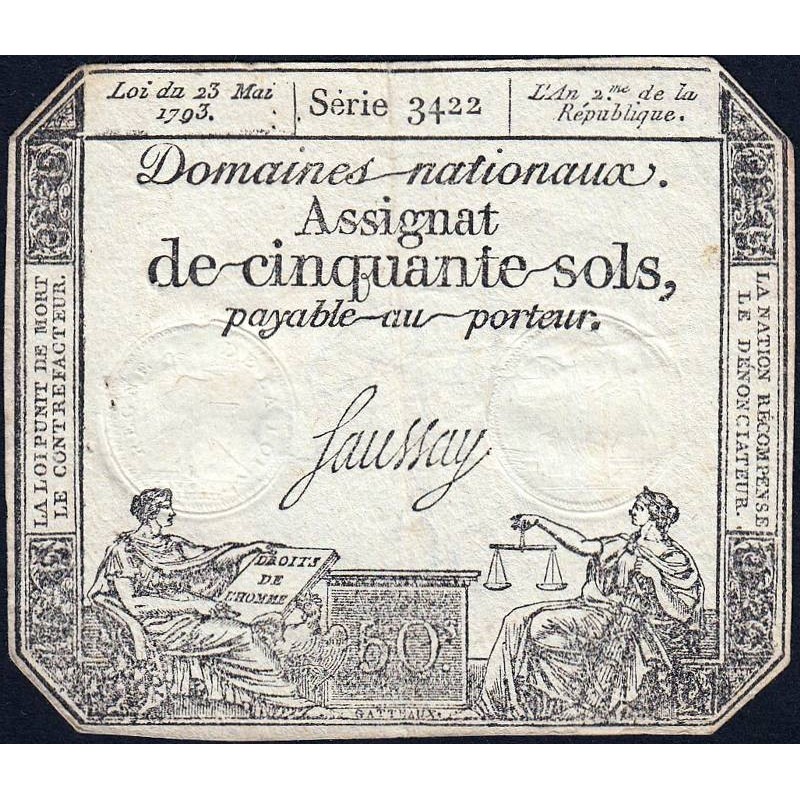 Loi du 23 Mai
1793.
Série 3422
L'An 2.me de la
République.
Domaines nationaux.
Assignat
de cinquante sols,
payable au porteur.
LA LOI PUNIT DE MORT
LE CONTREFACTEUR.
LA NATION RÉCOMPENSE
LE DÉNONCIATEUR.
Saussay
DROITS
DE
L'HOMME
50.s
GATTEAUX.